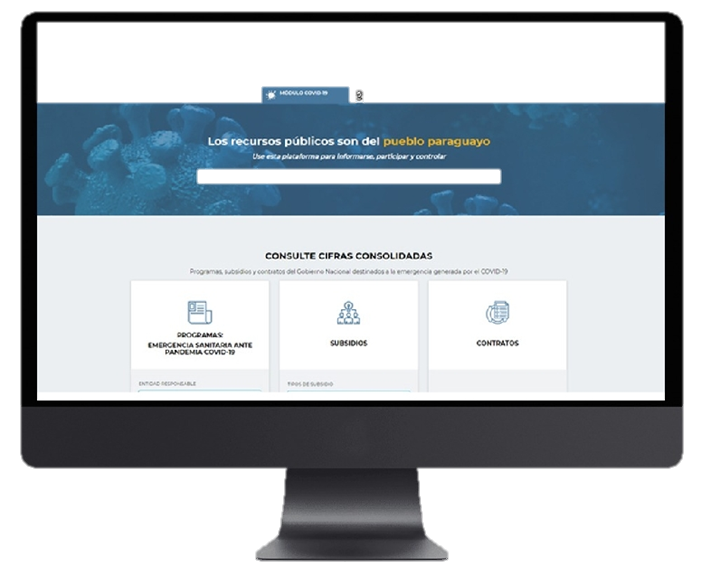 MÓDULO COVID-19
Los recursos públicos son del pueblo paraguayo
Use esta plataforma para informarse, participar y controlar
CONSULTE CIFRAS CONSOLIDADAS
Programas, subsidios y contratos del Gobierno Nacional destinados a la emergencia generada por el COVID-19
PROGRAMAS:
EMERGENCIA SANITARIA ANTE
PANDEMIA COVID-19
SUBSIDIOS
CONTRATOS
ENTIDAD RESPONSABLE
TIPOS DE SUBSIDIO